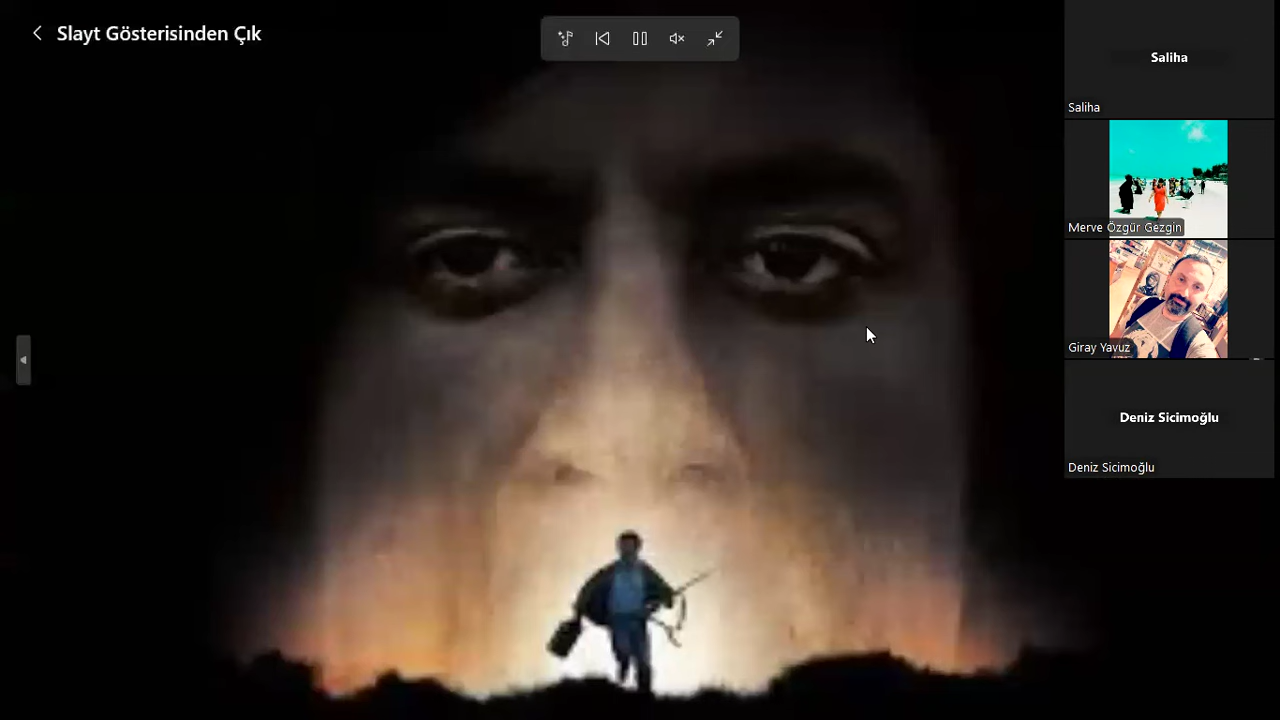 Slayt Gösterisinden Çık
Saliha
Saliha
Merve Özgür Gezgin
Giray Yavuz
Deniz Sicimoğlu
Deniz Sicimoğlu